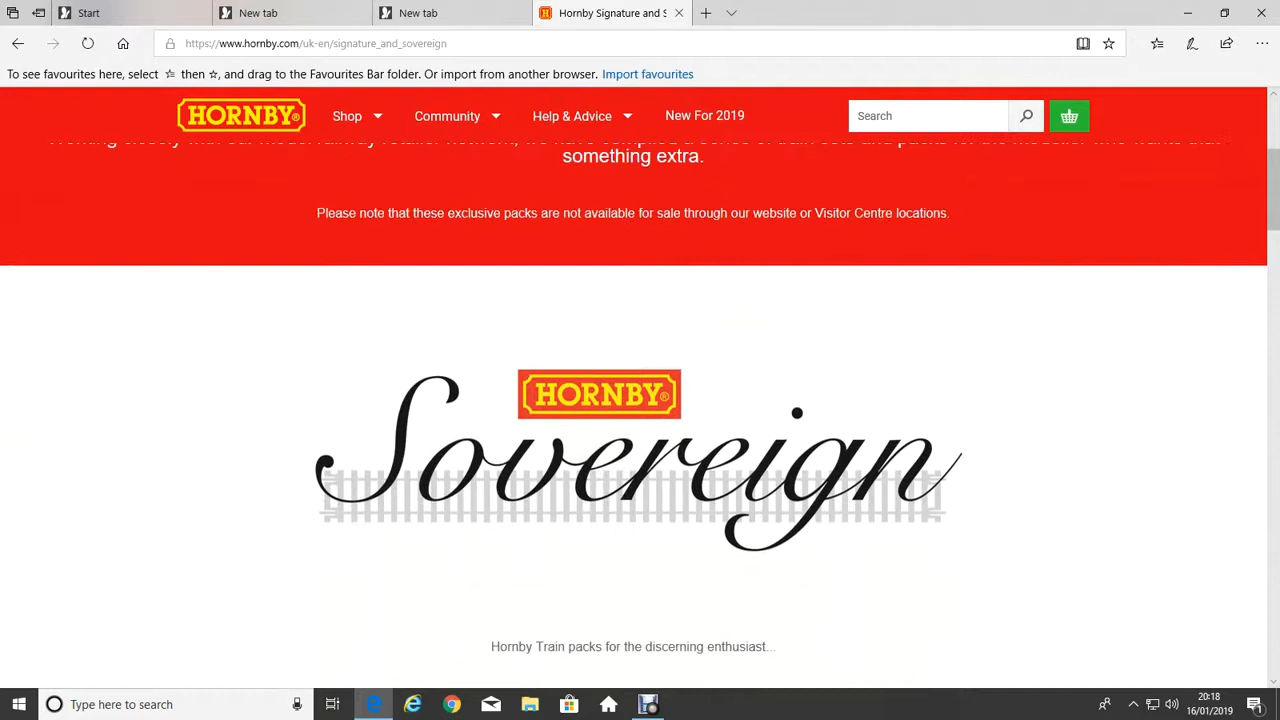 Start
New tab
New tab
Hornby Signature and S
https://www.hornby.com/uk-en/signature_and_sovereign
To see favourites here, select ☆ then ☆, and drag to the Favourites Bar folder. Or import from another browser. Import favourites
HORNBY®
Shop
Community
Help & Advice
New For 2019
Search
something extra.
Please note that these exclusive packs are not available for sale through our website or Visitor Centre locations.
HORNBY®
Sovereign
Hornby Train packs for the discerning enthusiast...
Type here to search
20:18
16/01/2019